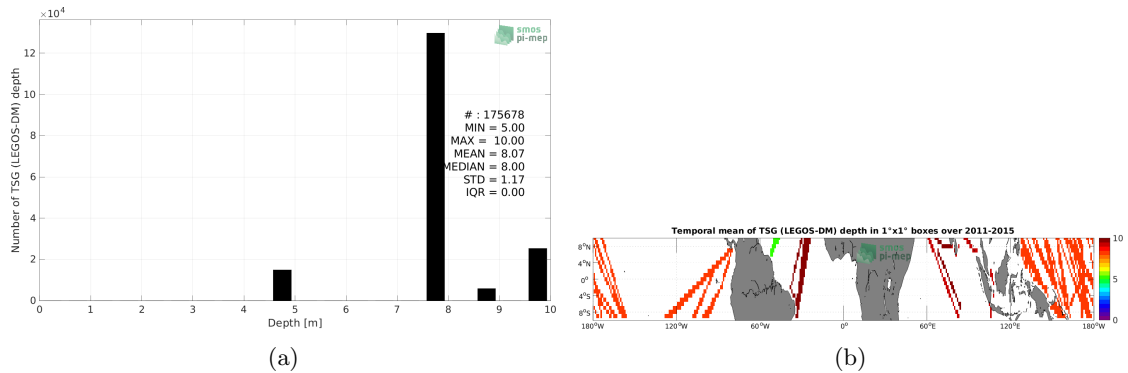 ×10⁴
12
10
8
6
4
2
0
Number of TSG (LEGOS-DM) depth
smos
pi-mep
# : 175678
MIN = 5.00
MAX = 10.00
MEAN = 8.07
MEDIAN = 8.00
STD = 1.17
IQR = 0.00
0 1 2 3 4 5 6 7 8 9 10
Depth [m]
(a)
Temporal mean of TSG (LEGOS-DM) depth in 1°x1° boxes over 2011-2015
8°N
4°N
0°
4°S
8°S
smos
pi-mep
180°W 120°W 60°W 0° 60°E 120°E 180°W
10
5
0
(b)